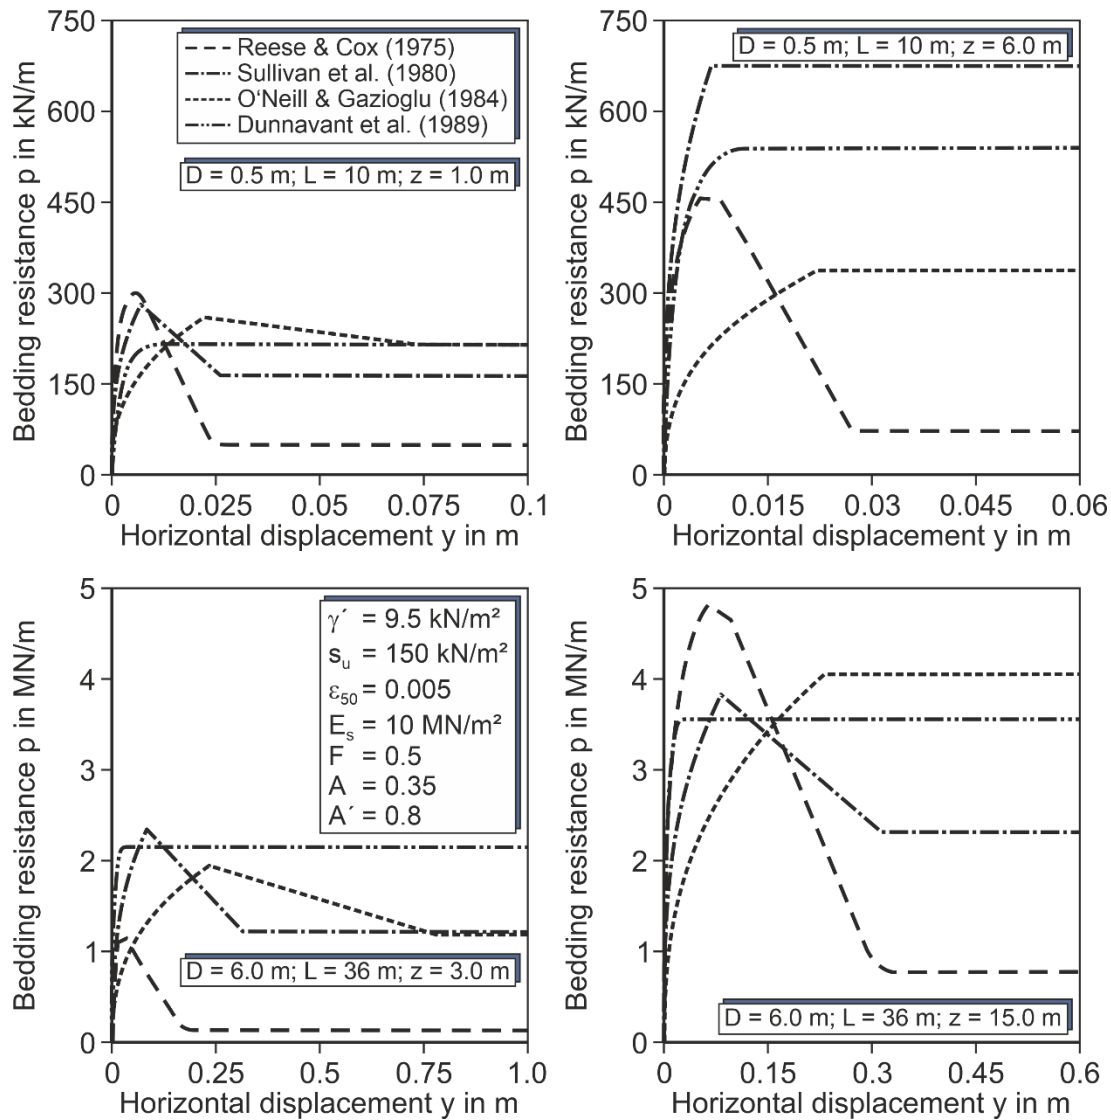 750
600
450
300
150
0
Bedding resistance p in kN/m
Reese & Cox (1975)
Sullivan et al. (1980)
O‘Neill & Gazioglu (1984)
Dunnavant et al. (1989)
D = 0.5 m; L = 10 m; z = 1.0 m
0 0.025 0.05 0.075 0.1
Horizontal displacement y in m
750
600
450
300
150
0
Bedding resistance p in kN/m
D = 0.5 m; L = 10 m; z = 6.0 m
0 0.015 0.03 0.045 0.06
Horizontal displacement y in m
5
4
3
2
1
0
Bedding resistance p in MN/m
γ´ = 9.5 kN/m²
su = 150 kN/m²
ε50 = 0.005
Es = 10 MN/m²
F = 0.5
A = 0.35
A´ = 0.8
D = 6.0 m; L = 36 m; z = 3.0 m
0 0.25 0.5 0.75 1.0
Horizontal displacement y in m
5
4
3
2
1
0
Bedding resistance p in MN/m
D = 6.0 m; L = 36 m; z = 15.0 m
0 0.15 0.3 0.45 0.6
Horizontal displacement y in m